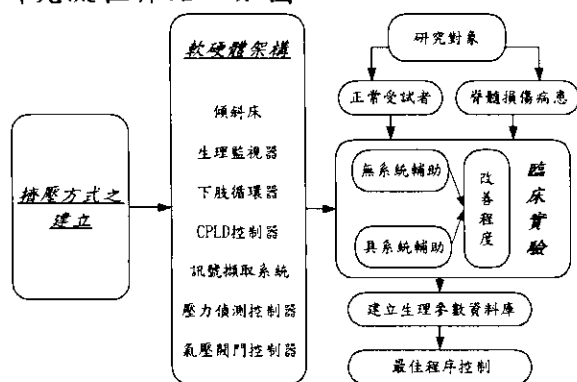 擠壓方式之
建立
軟硬體架構
傾斜床
生理監視器
下肢循環器
CPLD控制器
訊號擷取系統
壓力偵測控制器
氣壓閥門控制器
研究對象
正常受試者
脊髓損傷病患
無系統輔助
具系統輔助
改善程度
臨床實驗
建立生理參數資料庫
最佳程序控制